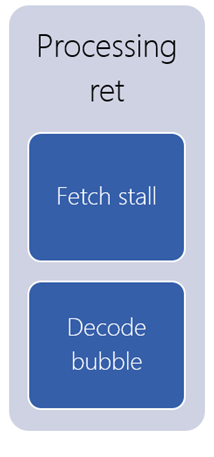 Processing
ret
Fetch stall
Decode
bubble